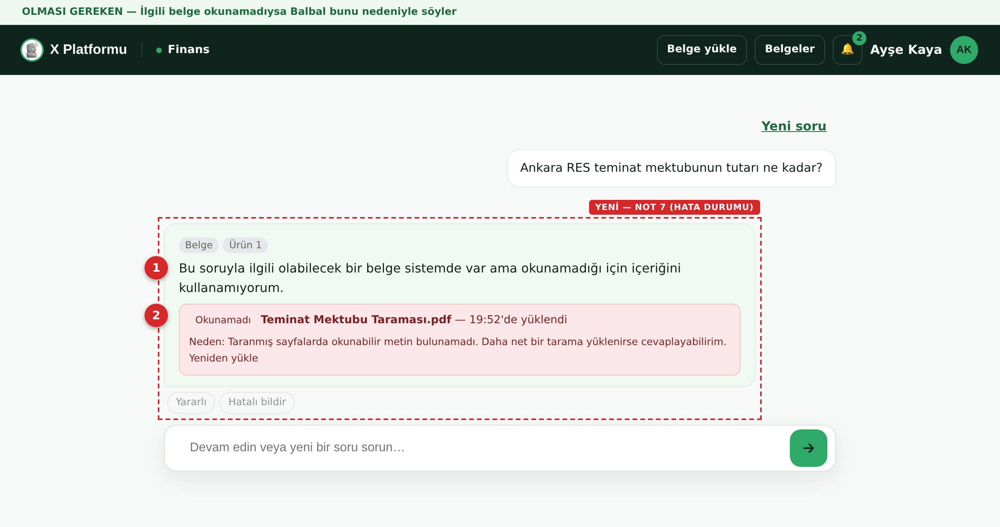 OLMASI GEREKEN — İlgili belge okunamadıysa Balbal bunu nedeniyle söyler
X Platformu
Finans
Belge yükle
Belgeler
2
Ayşe Kaya
AK
Yeni soru
Ankara RES teminat mektubunun tutarı ne kadar?
YENİ — NOT 7 (HATA DURUMU)
Belge
Ürün 1
1
Bu soruyla ilgili olabilecek bir belge sistemde var ama okunamadığı için içeriğini
kullanamıyorum.
2
Okunamadı Teminat Mektubu Taraması.pdf — 19:52'de yüklendi
Neden: Taranmış sayfalarda okunabilir metin bulunamadı. Daha net bir tarama yüklenirse cevaplayabilirim.
Yeniden yükle
Yararlı
Hatalı bildir
Devam edin veya yeni bir soru sorun…